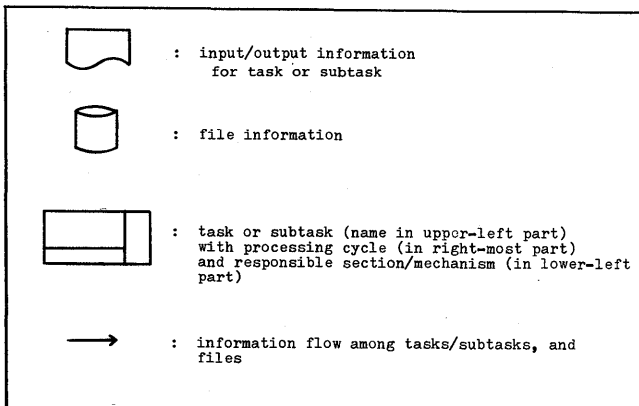 : input/output information
for task or subtask
: file information
: task or subtask (name in upper-left part)
with processing cycle (in right-most part)
and responsible section/mechanism (in lower-left
part)
: information flow among tasks/subtasks, and
files